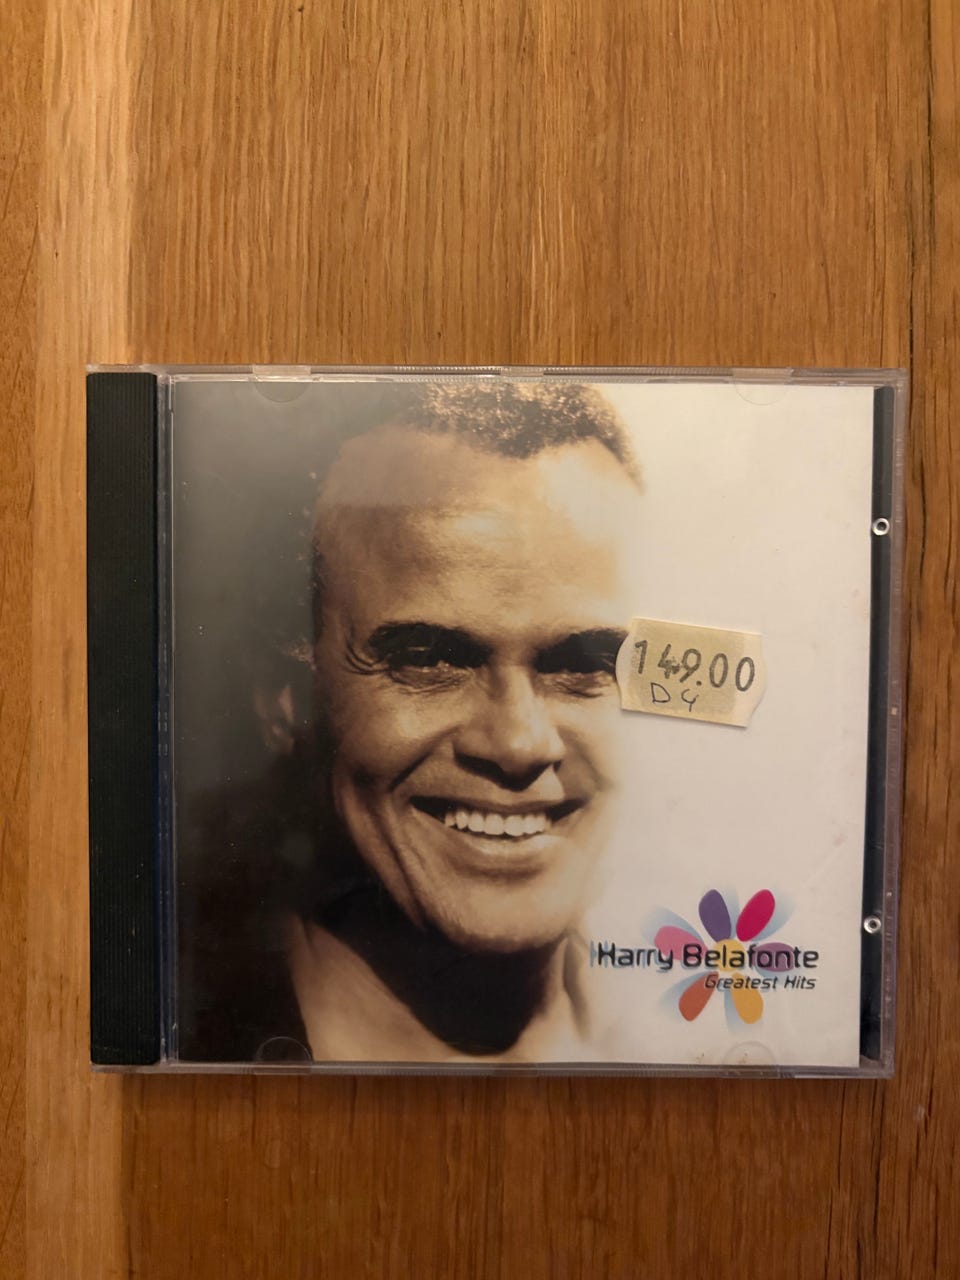 149.00
D4
Harry Belafonte
Greatest Hits